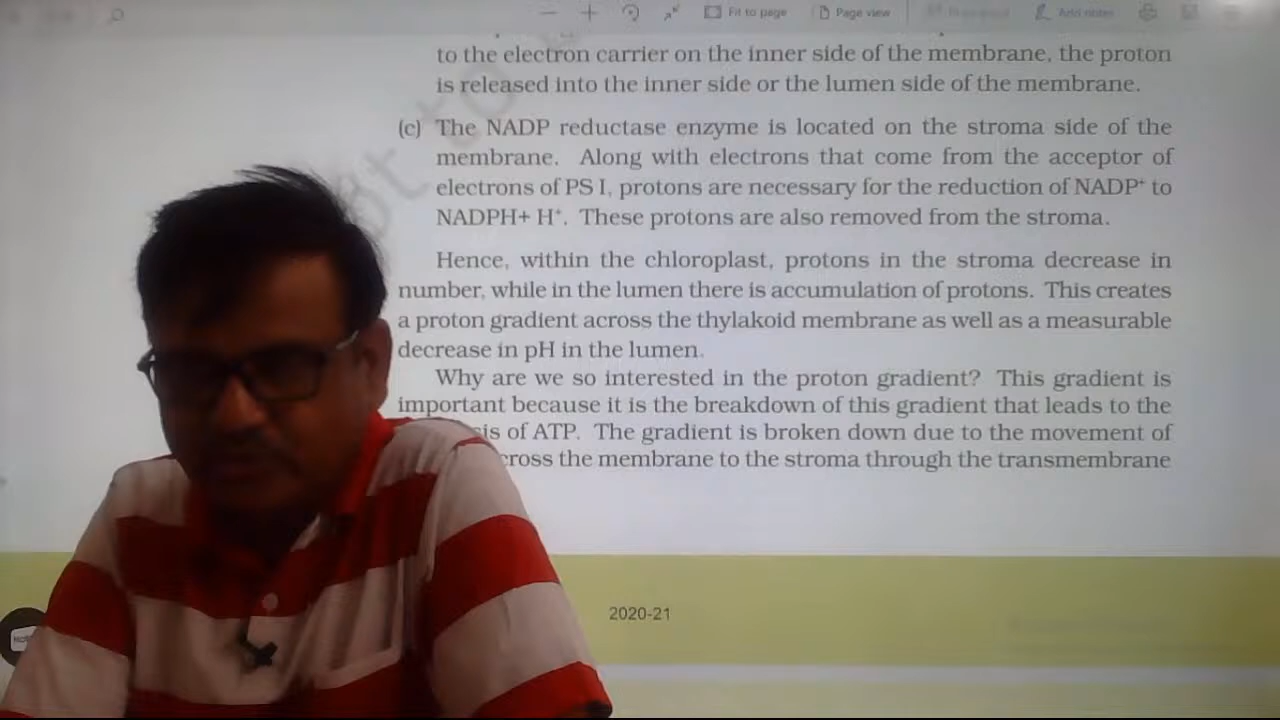 Fit to page
Page view
Add notes
to the electron carrier on the inner side of the membrane, the proton
is released into the inner side or the lumen side of the membrane.
(c) The NADP reductase enzyme is located on the stroma side of the
membrane. Along with electrons that come from the acceptor of
electrons of PS I, protons are necessary for the reduction of NADP⁺ to
NADPH+ H⁺. These protons are also removed from the stroma.
Hence, within the chloroplast, protons in the stroma decrease in
number, while in the lumen there is accumulation of protons. This creates
a proton gradient across the thylakoid membrane as well as a measurable
decrease in pH in the lumen.
Why are we so interested in the proton gradient? This gradient is
important because it is the breakdown of this gradient that leads to the
is of ATP. The gradient is broken down due to the movement of
cross the membrane to the stroma through the transmembrane
2020-21